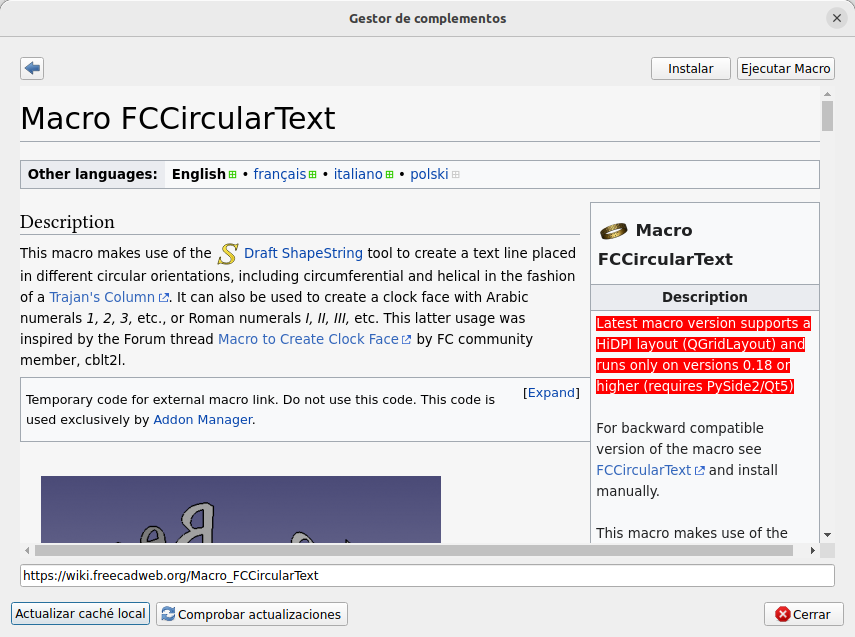 Gestor de complementos
Instalar
Ejecutar Macro
Macro FCCircularText
Other languages: English • français • italiano • polski
Description
This macro makes use of the Draft ShapeString tool to create a text line placed
in different circular orientations, including circumferential and helical in the fashion
of a Trajan's Column. It can also be used to create a clock face with Arabic
numerals 1, 2, 3, etc., or Roman numerals I, II, III, etc. This latter usage was
inspired by the Forum thread Macro to Create Clock Face by FC community
member, cblt2l.
Temporary code for external macro link. Do not use this code. This code is
used exclusively by Addon Manager.
[Expand]
Macro
FCCircularText
Description
Latest macro version supports a
HiDPI layout (QGridLayout) and
runs only on versions 0.18 or
higher (requires PySide2/Qt5)
For backward compatible
version of the macro see
FCCircularText and install
manually.
This macro makes use of the
https://wiki.freecadweb.org/Macro_FCCircularText
Actualizar caché local
Comprobar actualizaciones
Cerrar